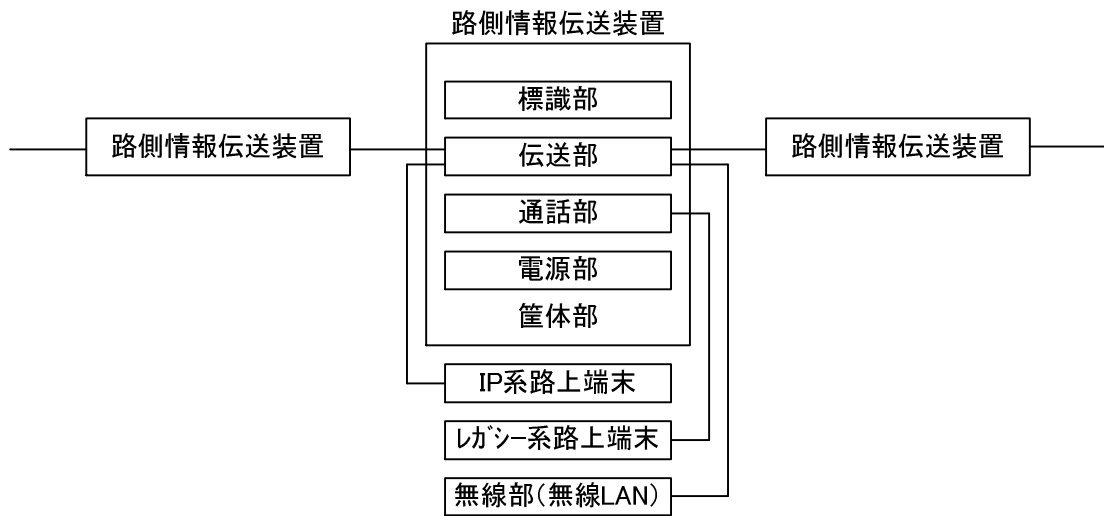 路側情報伝送装置
標識部
路側情報伝送装置
伝送部
路側情報伝送装置
通話部
電源部
筐体部
IP系路上端末
ﾚｶﾞｼｰ系路上端末
無線部(無線LAN)